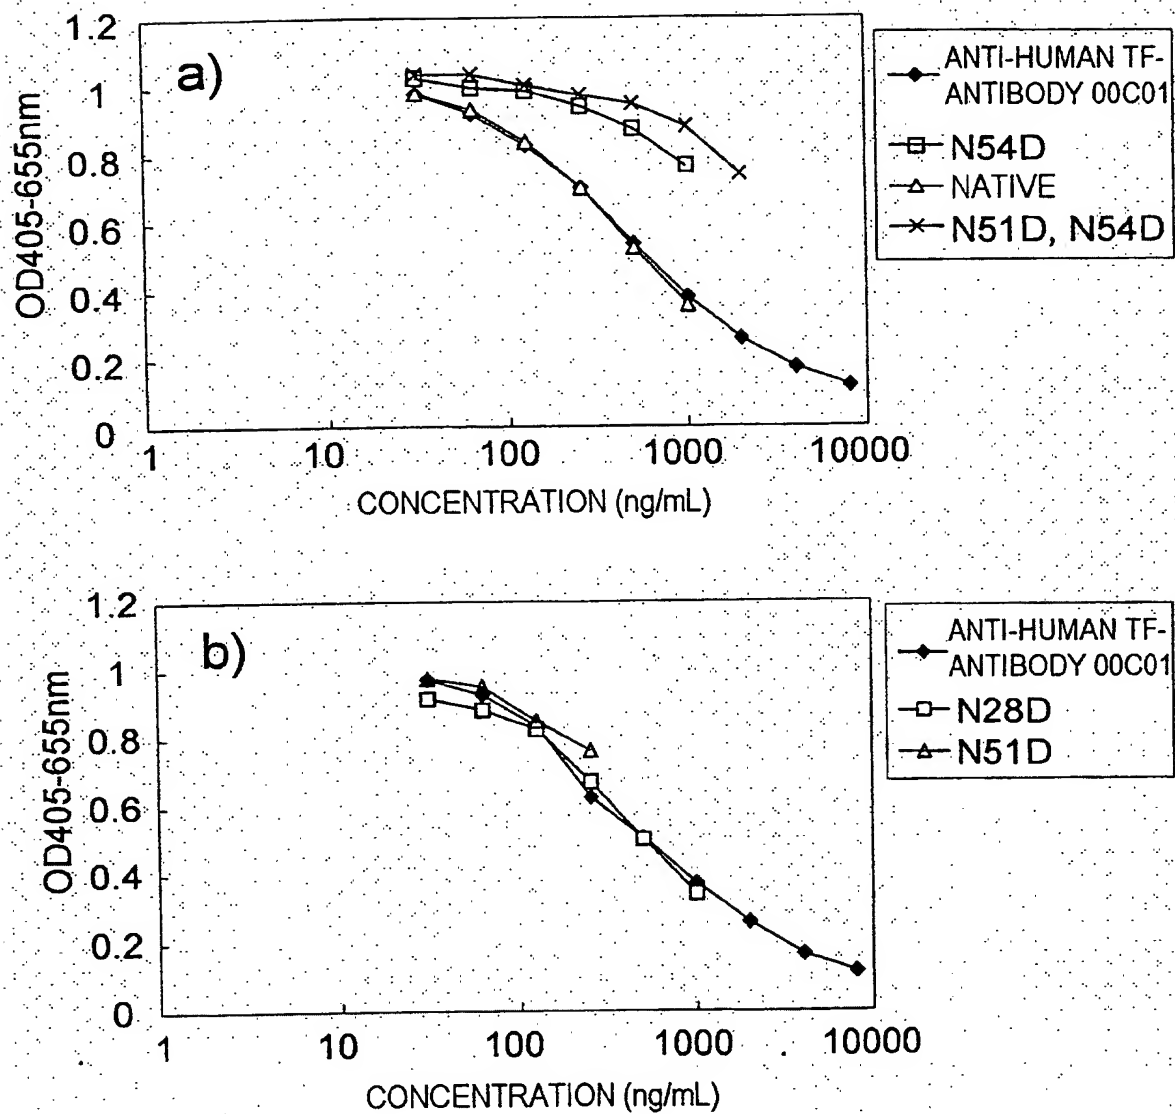 a)
OD405-655nm
1.2
1
0.8
0.6
0.4
0.2
0
1 10 100 1000 10000
CONCENTRATION (ng/mL)
ANTI-HUMAN TF-
ANTIBODY 00C01
N54D
NATIVE
N51D, N54D
b)
OD405-655nm
1.2
1
0.8
0.6
0.4
0.2
0
1 10 100 1000 10000
CONCENTRATION (ng/mL)
ANTI-HUMAN TF-
ANTIBODY 00C01
N28D
N51D